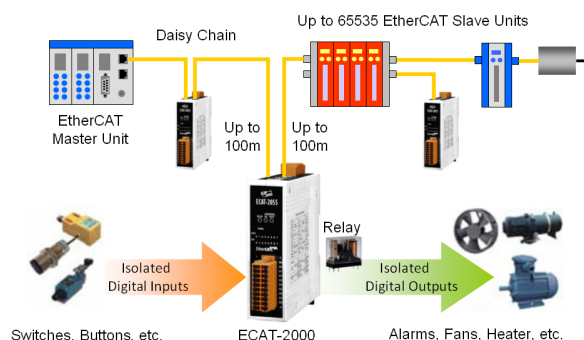 Daisy Chain
Up to 65535 EtherCAT Slave Units
EtherCAT
Master Unit
Up to
100m
Up to
100m
ECAT-2055
Relay
Isolated
Digital Inputs
Isolated
Digital Outputs
Switches, Buttons, etc.
ECAT-2000
Alarms, Fans, Heater, etc.